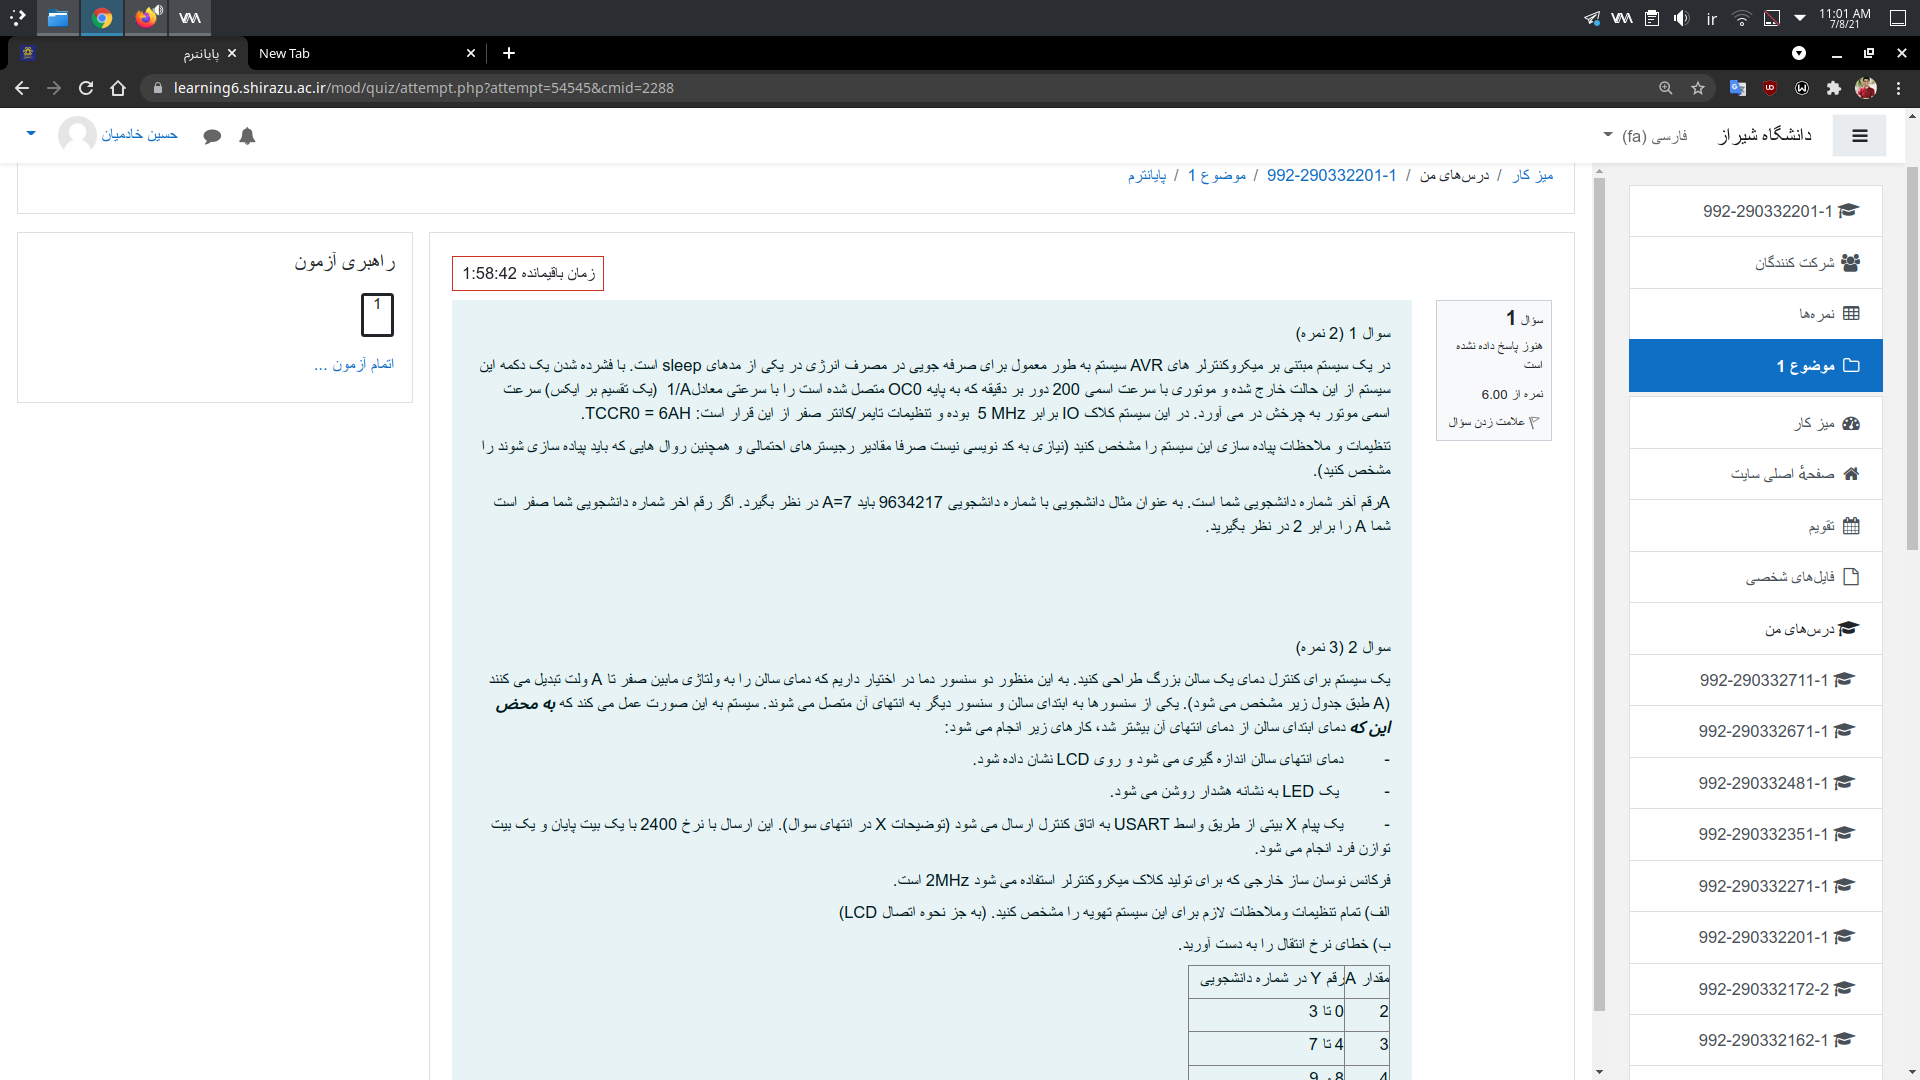 11:01 AM
7/8/21
ir
پایانترم
New Tab
learning6.shirazu.ac.ir/mod/quiz/attempt.php?attempt=54545&cmid=2288
دانشگاه شیراز
فارسی ‎(fa)‎
حسین خادمیان
میز کار / درس‌های من / 992-290332201-1 / موضوع 1 / پایانترم
992-290332201-1
شرکت کنندگان
نمره‌ها
موضوع 1
میز کار
صفحهٔ اصلی سایت
تقویم
فایل‌های شخصی
درس‌های من
992-290332711-1
992-290332671-1
992-290332481-1
992-290332351-1
992-290332271-1
992-290332201-1
992-290332172-2
992-290332162-1
سؤال 1
هنوز پاسخ داده نشده
است
نمره از 6.00
علامت زدن سؤال
زمان باقیمانده 1:58:42
سوال 1 (2 نمره)
در یک سیستم مبتنی بر میکروکنترلر های AVR سیستم به طور معمول برای صرفه جویی در مصرف انرژی در یکی از مدهای sleep است. با فشرده شدن یک دکمه این
سیستم از این حالت خارج شده و موتوری با سرعت اسمی 200 دور بر دقیقه که به پایه OC0 متصل شده است را با سرعتی معادل1/A (یک تقسیم بر ایکس) سرعت
اسمی موتور به چرخش در می آورد. در این سیستم کلاک IO برابر 5 MHz بوده و تنظیمات تایمر/کانتر صفر از این قرار است: TCCR0 = 6AH.
تنظیمات و ملاحظات پیاده سازی این سیستم را مشخص کنید (نیازی به کد نویسی نیست صرفا مقادیر رجیسترهای احتمالی و همچنین روال هایی که باید پیاده سازی شوند را
مشخص کنید).
Aرقم آخر شماره دانشجویی شما است. به عنوان مثال دانشجویی با شماره دانشجویی 9634217 باید A=7 در نظر بگیرد. اگر رقم اخر شماره دانشجویی شما صفر است
شما A را برابر 2 در نظر بگیرید.
سوال 2 (3 نمره)
یک سیستم برای کنترل دمای یک سالن بزرگ طراحی کنید. به این منظور دو سنسور دما در اختیار داریم که دمای سالن را به ولتاژی مابین صفر تا A ولت تبدیل می کنند
(A طبق جدول زیر مشخص می شود). یکی از سنسورها به ابتدای سالن و سنسور دیگر به انتهای آن متصل می شوند. سیستم به این صورت عمل می کند که به محض
این که دمای ابتدای سالن از دمای انتهای آن بیشتر شد، کارهای زیر انجام می شود:
- دمای انتهای سالن اندازه گیری می شود و روی LCD نشان داده شود.
- یک LED به نشانه هشدار روشن می شود.
- یک پیام X بیتی از طریق واسط USART به اتاق کنترل ارسال می شود (توضیحات X در انتهای سوال). این ارسال با نرخ 2400 با یک بیت پایان و یک بیت
توازن فرد انجام می شود.
فرکانس نوسان ساز خارجی که برای تولید کلاک میکروکنترلر استفاده می شود 2MHz است.
الف) تمام تنظیمات وملاحظات لازم برای این سیستم تهویه را مشخص کنید. (به جز نحوه اتصال LCD)
ب) خطای نرخ انتقال را به دست آورید.
مقدار A رقم Y در شماره دانشجویی
2 0 تا 3
3 4 تا 7
4 8 و 9
راهبری آزمون
1
اتمام آزمون ...